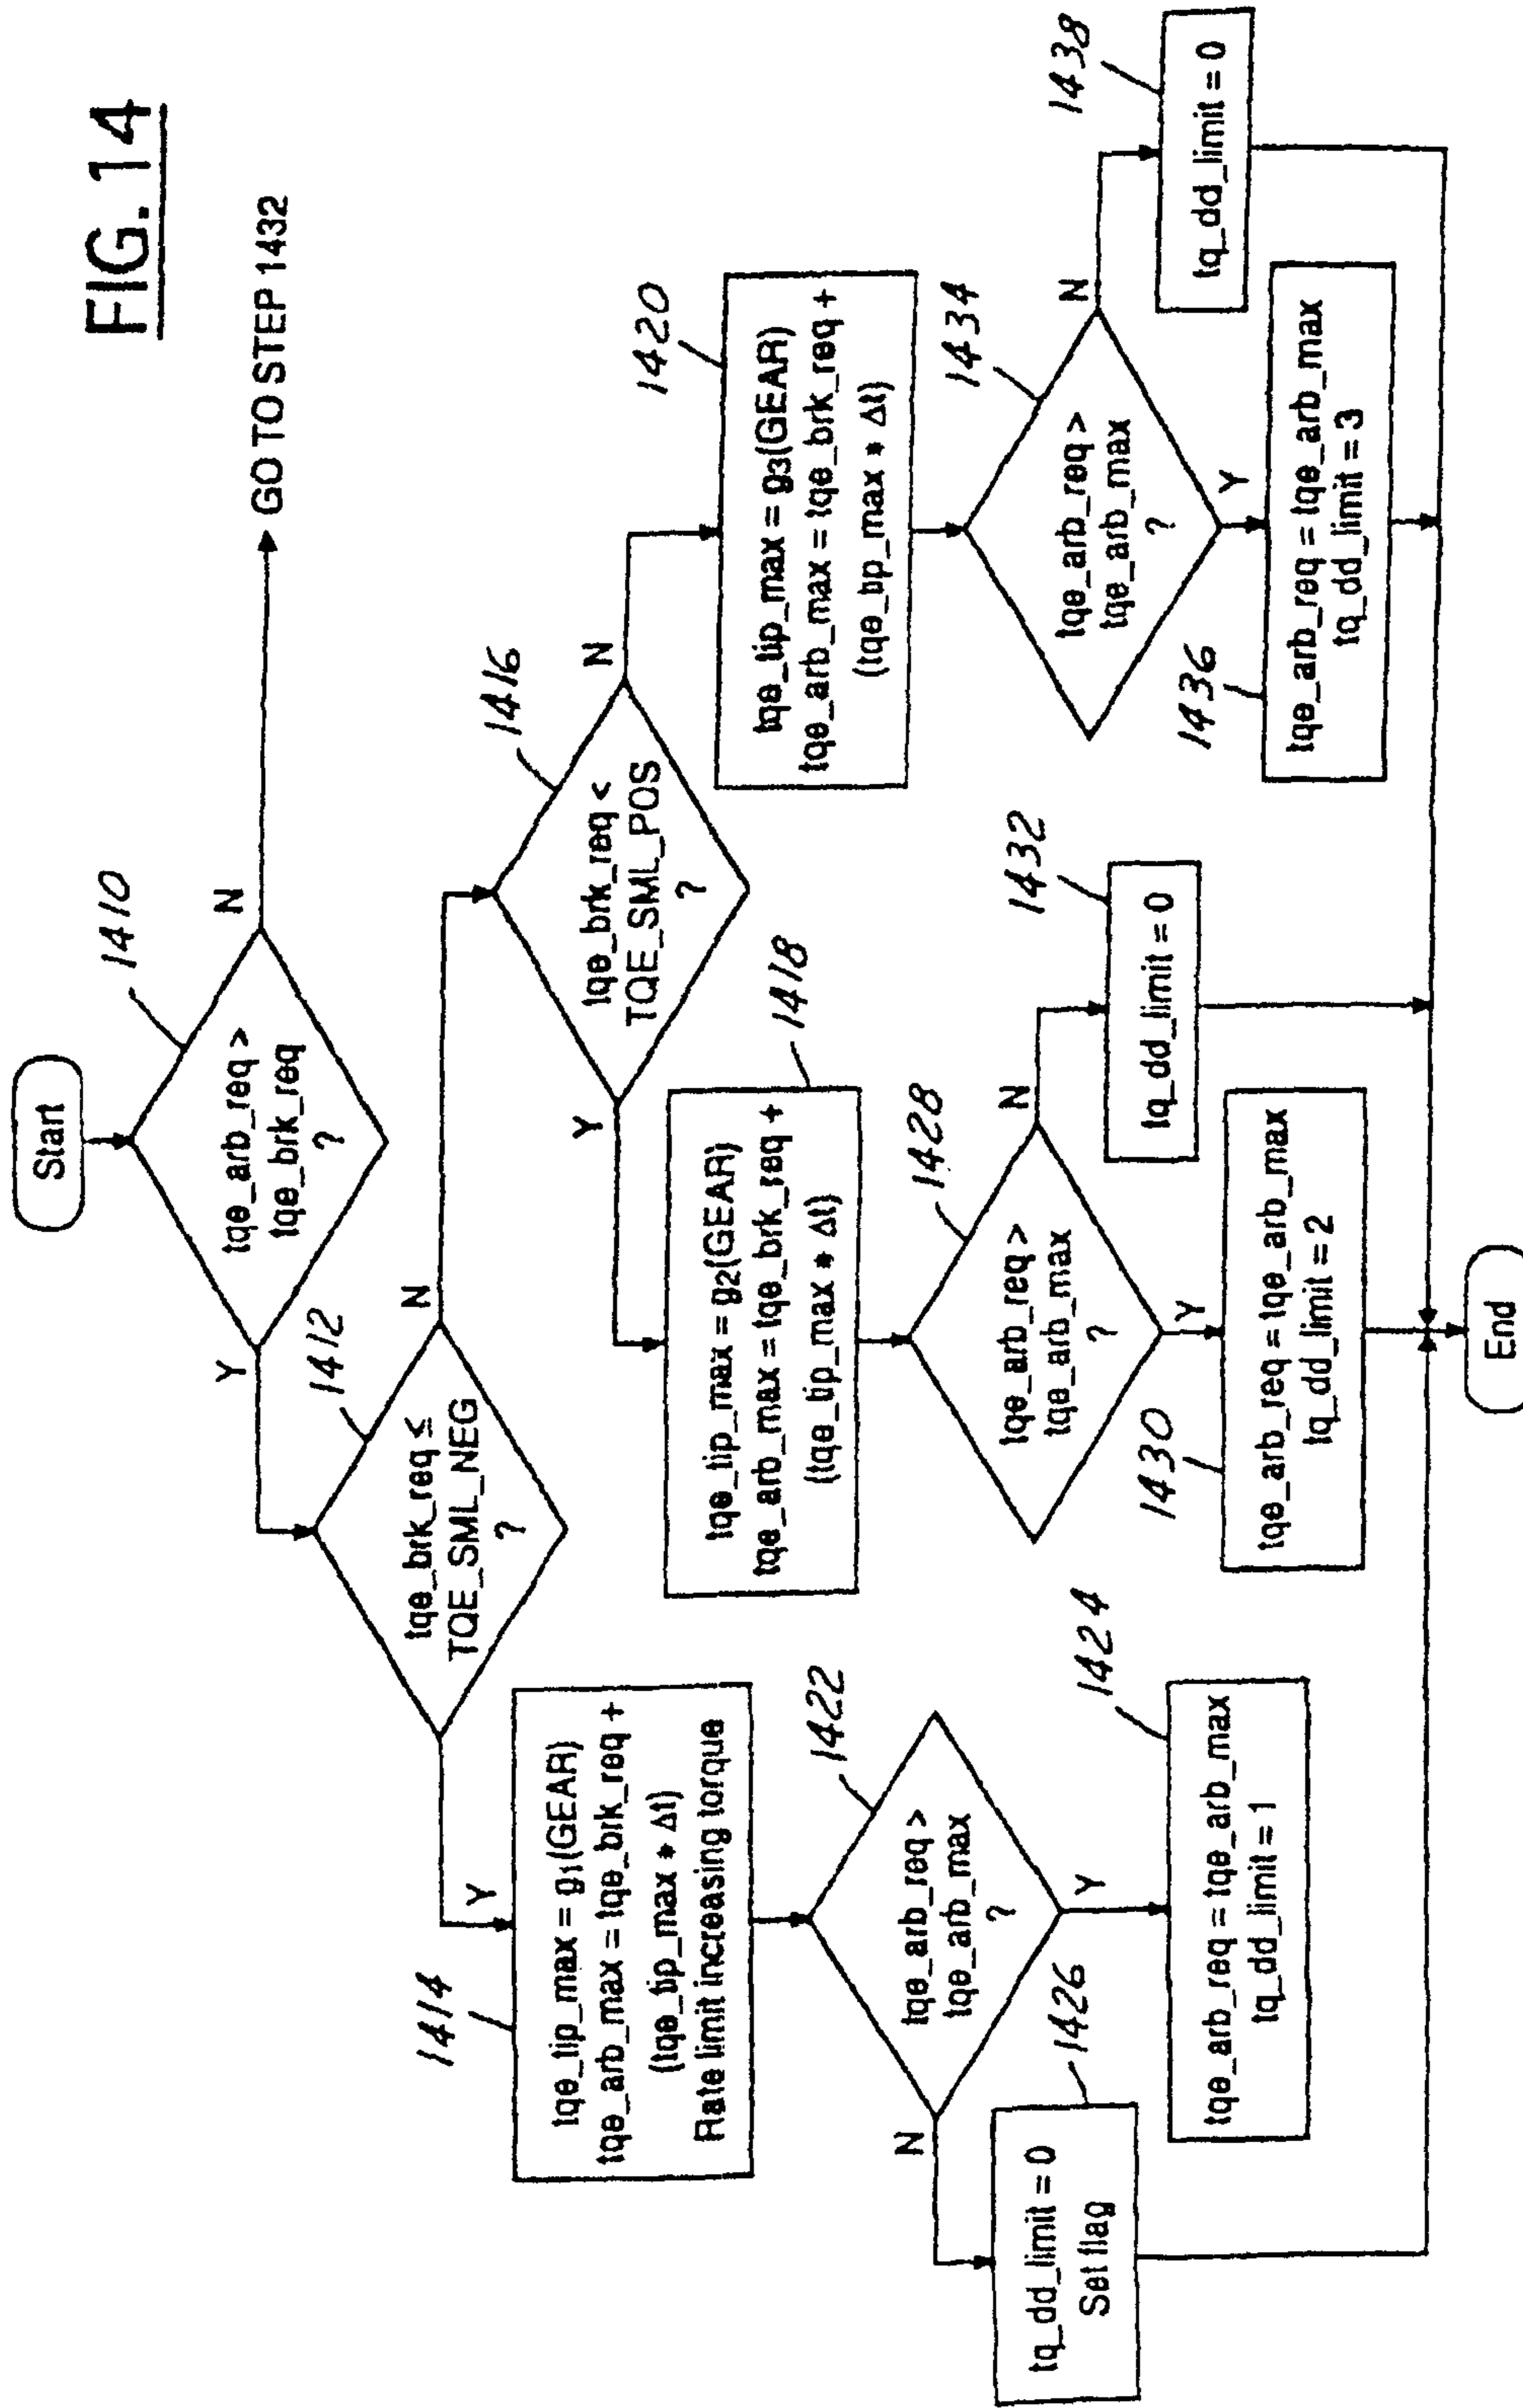 FIG. 14
Start
1410
tqe_arb_req >
tqe_brk_req
?
Y
N
GO TO STEP 1432
1412
tqe_brk_req ≤
TQE_SML_NEG
?
Y
N
1416
tqe_brk_req <
TQE_SML_POS
?
Y
N
1414
tqe_tip_max = g1(GEAR)
tqe_arb_max = tqe_brk_req +
(tqe_tip_max * Δt)
Rate limit increasing torque
1418
tqe_tip_max = g2(GEAR)
tqe_arb_max = tqe_brk_req +
(tqe_tip_max * Δt)
1420
tqe_tip_max = g3(GEAR)
tqe_arb_max = tqe_brk_req +
(tqe_tip_max * Δt)
1422
tqe_arb_req >
tqe_arb_max
?
N
Y
1428
tqe_arb_req >
tqe_arb_max
?
Y
N
1434
tqe_arb_req >
tqe_arb_max
?
Y
N
1426
tq_dd_limit = 0
Set flag
1424
tqe_arb_req = tqe_arb_max
tq_dd_limit = 1
1430
tqe_arb_req = tqe_arb_max
tq_dd_limit = 2
1432
tq_dd_limit = 0
1436
tqe_arb_req = tqe_arb_max
tq_dd_limit = 3
1438
tq_dd_limit = 0
End